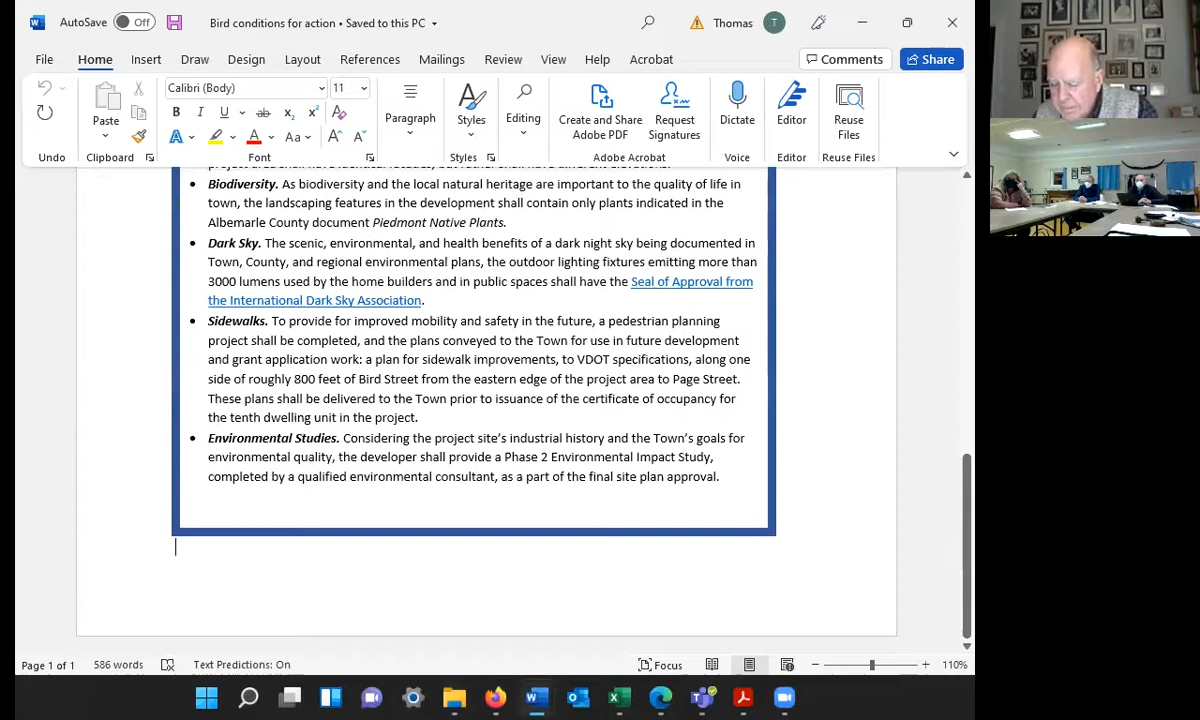 AutoSave Off Bird conditions for action • Saved to this PC Thomas T
File Home Insert Draw Design Layout References Mailings Review View Help Acrobat Comments Share
Calibri (Body) 11
B I U ab x₂ x²
A A Aa A A
Paste
Paragraph
Styles
Editing
Create and Share
Adobe PDF
Request
Signatures
Dictate
Editor
Reuse
Files
Undo Clipboard Font Styles Adobe Acrobat Voice Editor Reuse Files
• Biodiversity. As biodiversity and the local natural heritage are important to the quality of life in
town, the landscaping features in the development shall contain only plants indicated in the
Albemarle County document Piedmont Native Plants.
• Dark Sky. The scenic, environmental, and health benefits of a dark night sky being documented in
Town, County, and regional environmental plans, the outdoor lighting fixtures emitting more than
3000 lumens used by the home builders and in public spaces shall have the Seal of Approval from
the International Dark Sky Association.
• Sidewalks. To provide for improved mobility and safety in the future, a pedestrian planning
project shall be completed, and the plans conveyed to the Town for use in future development
and grant application work: a plan for sidewalk improvements, to VDOT specifications, along one
side of roughly 800 feet of Bird Street from the eastern edge of the project area to Page Street.
These plans shall be delivered to the Town prior to issuance of the certificate of occupancy for
the tenth dwelling unit in the project.
• Environmental Studies. Considering the project site's industrial history and the Town's goals for
environmental quality, the developer shall provide a Phase 2 Environmental Impact Study,
completed by a qualified environmental consultant, as a part of the final site plan approval.
Page 1 of 1 586 words Text Predictions: On Focus 110%